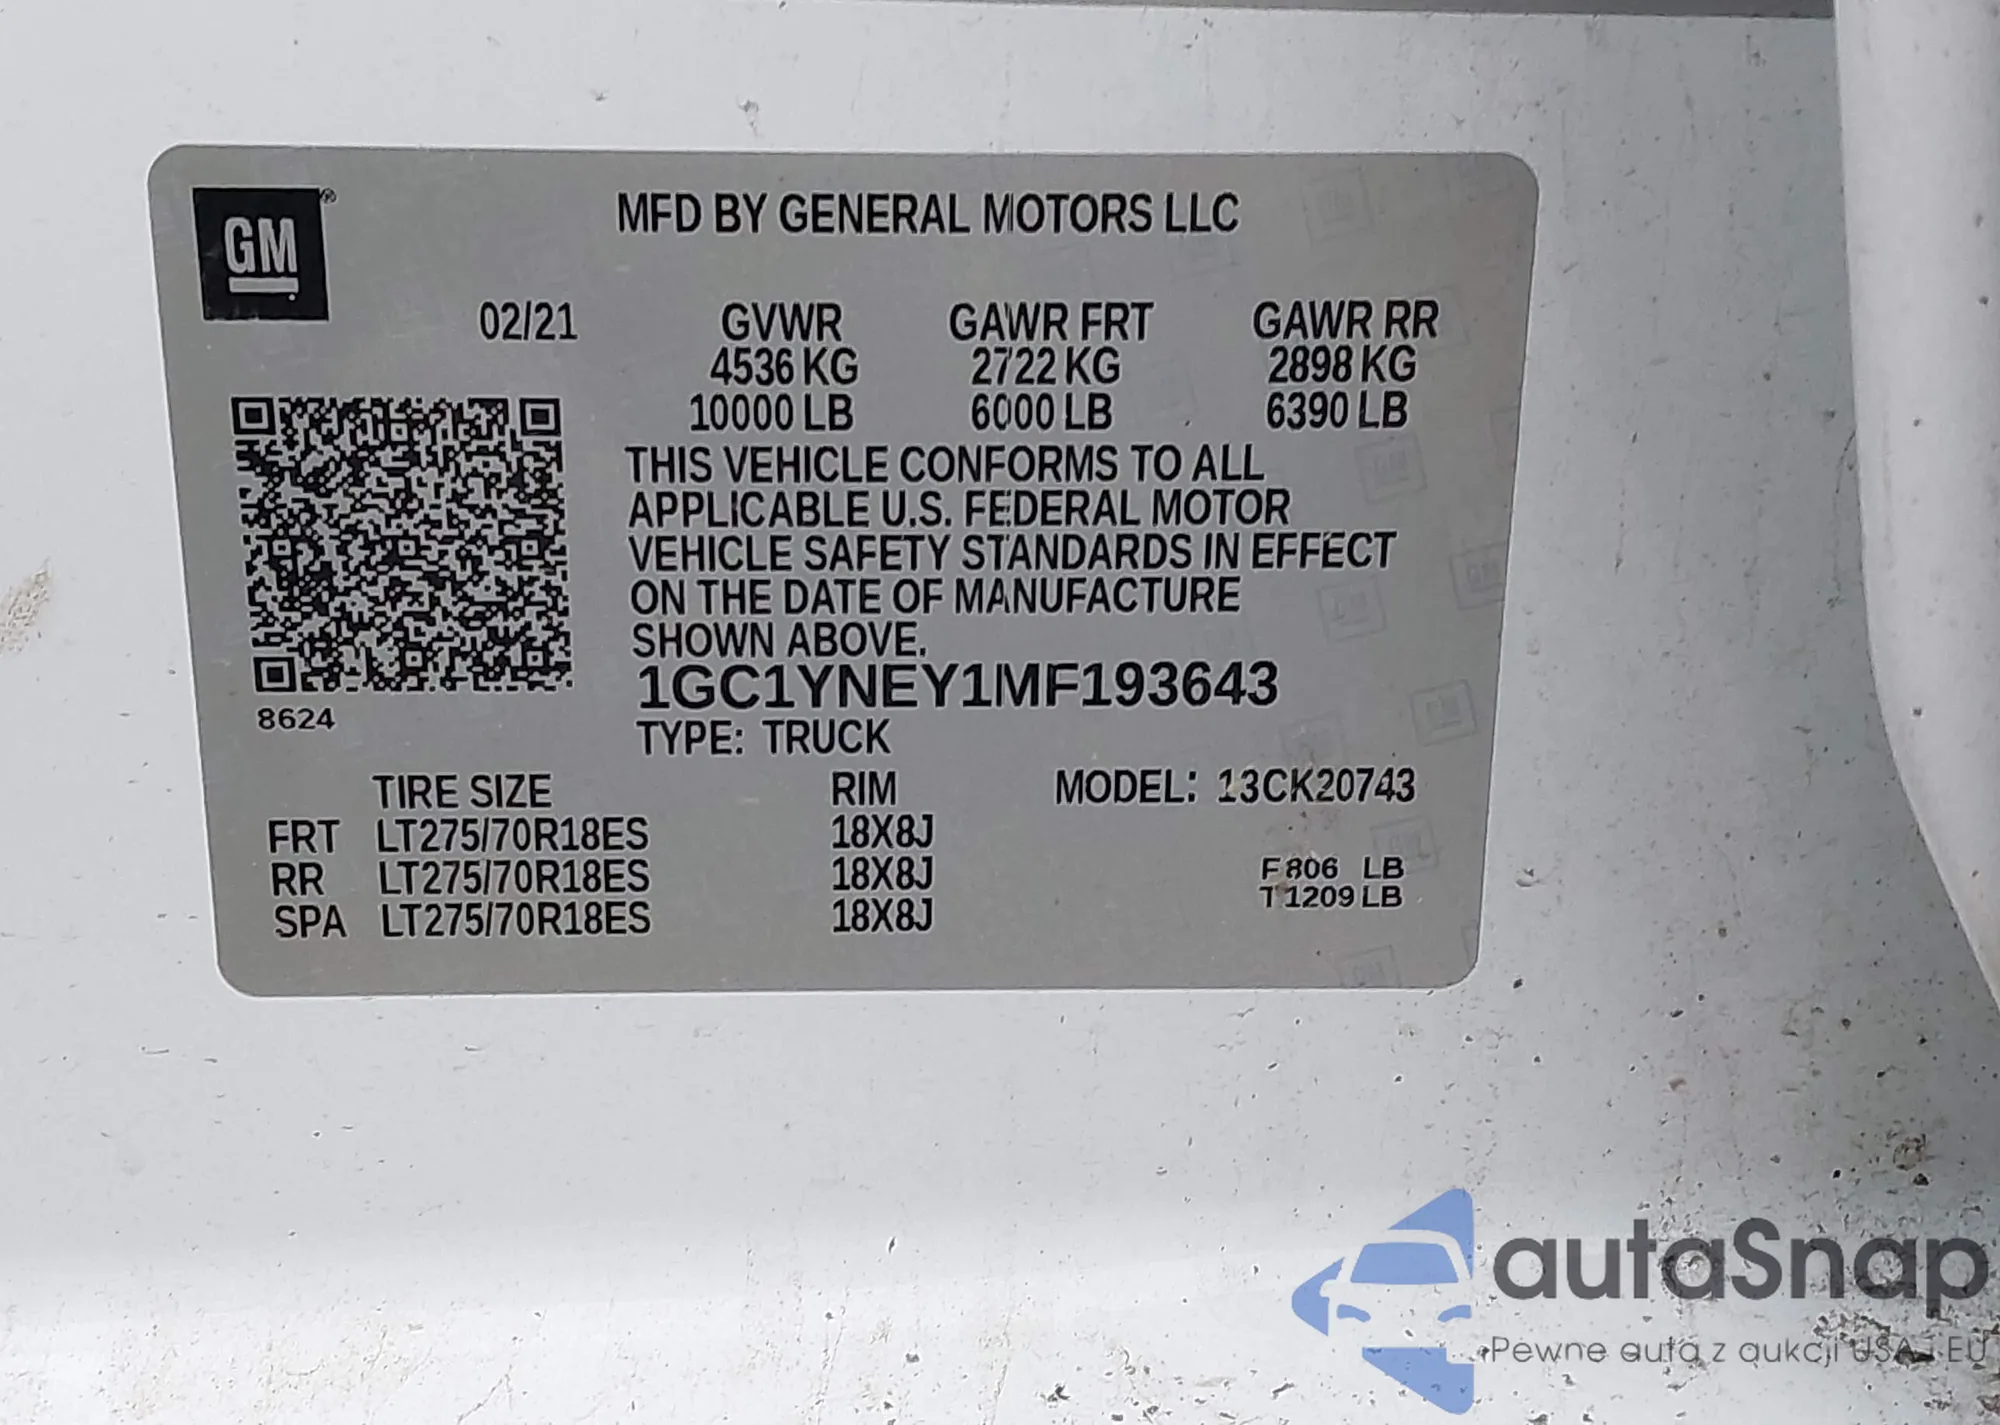 GM®
MFD BY GENERAL MOTORS LLC
02/21 GVWR GAWR FRT GAWR RR
4536 KG 2722 KG 2898 KG
10000 LB 6000 LB 6390 LB
THIS VEHICLE CONFORMS TO ALL
APPLICABLE U.S. FEDERAL MOTOR
VEHICLE SAFETY STANDARDS IN EFFECT
ON THE DATE OF MANUFACTURE
SHOWN ABOVE.
1GC1YNEY1MF193643
8624
TYPE: TRUCK
TIRE SIZE RIM MODEL: 13CK20743
FRT LT275/70R18ES 18X8J
RR LT275/70R18ES 18X8J
SPA LT275/70R18ES 18X8J
F 806 LB
T 1209 LB
autaSnap
Pewne auta z aukcji USA i EU